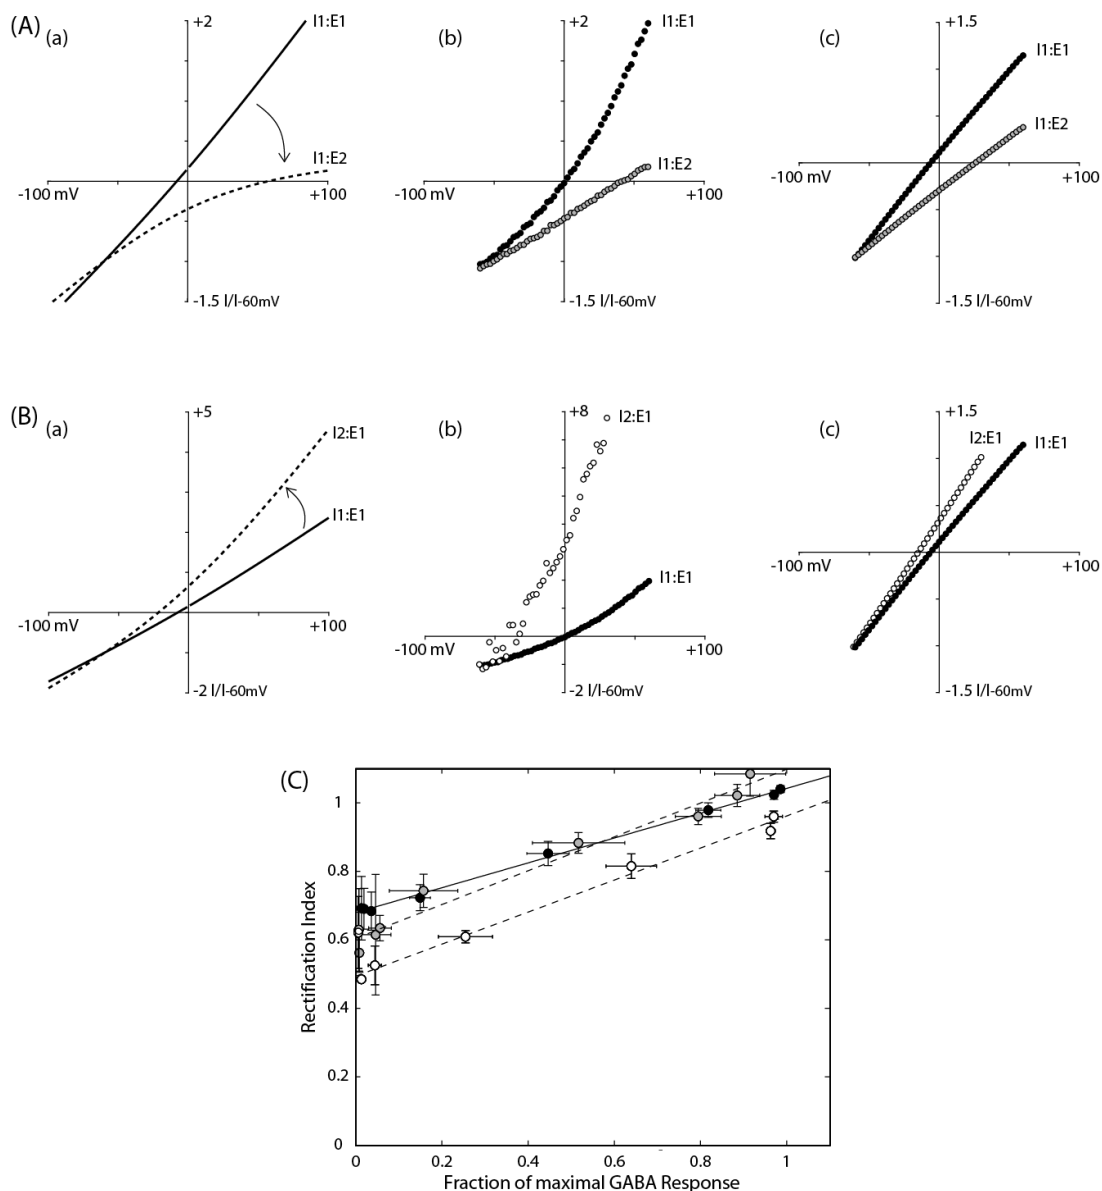 (A)
(a)
+2
I1:E1
I1:E2
-100 mV
+100
-1.5 I/I-60mV
(b)
+2
I1:E1
I1:E2
-100 mV
+100
-1.5 I/I-60mV
(c)
+1.5
I1:E1
I1:E2
-100 mV
+100
-1.5 I/I-60mV
(B)
(a)
+5
I2:E1
I1:E1
-100 mV
+100
-2 I/I-60mV
(b)
+8
I2:E1
I1:E1
-100 mV
+100
-2 I/I-60mV
(c)
+1.5
I2:E1
I1:E1
-100 mV
+100
-1.5 I/I-60mV
(C)
Rectification Index
1
0.8
0.6
0.4
0.2
0
0 0.2 0.4 0.6 0.8 1
Fraction of maximal GABA Response